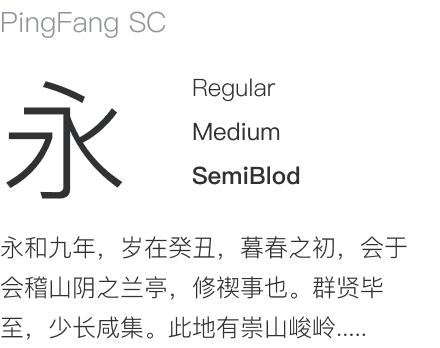 PingFang SC
永
Regular
Medium
SemiBlod
永和九年，岁在癸丑，暮春之初，会于
会稽山阴之兰亭，修禊事也。群贤毕
至，少长咸集。此地有崇山峻岭.....